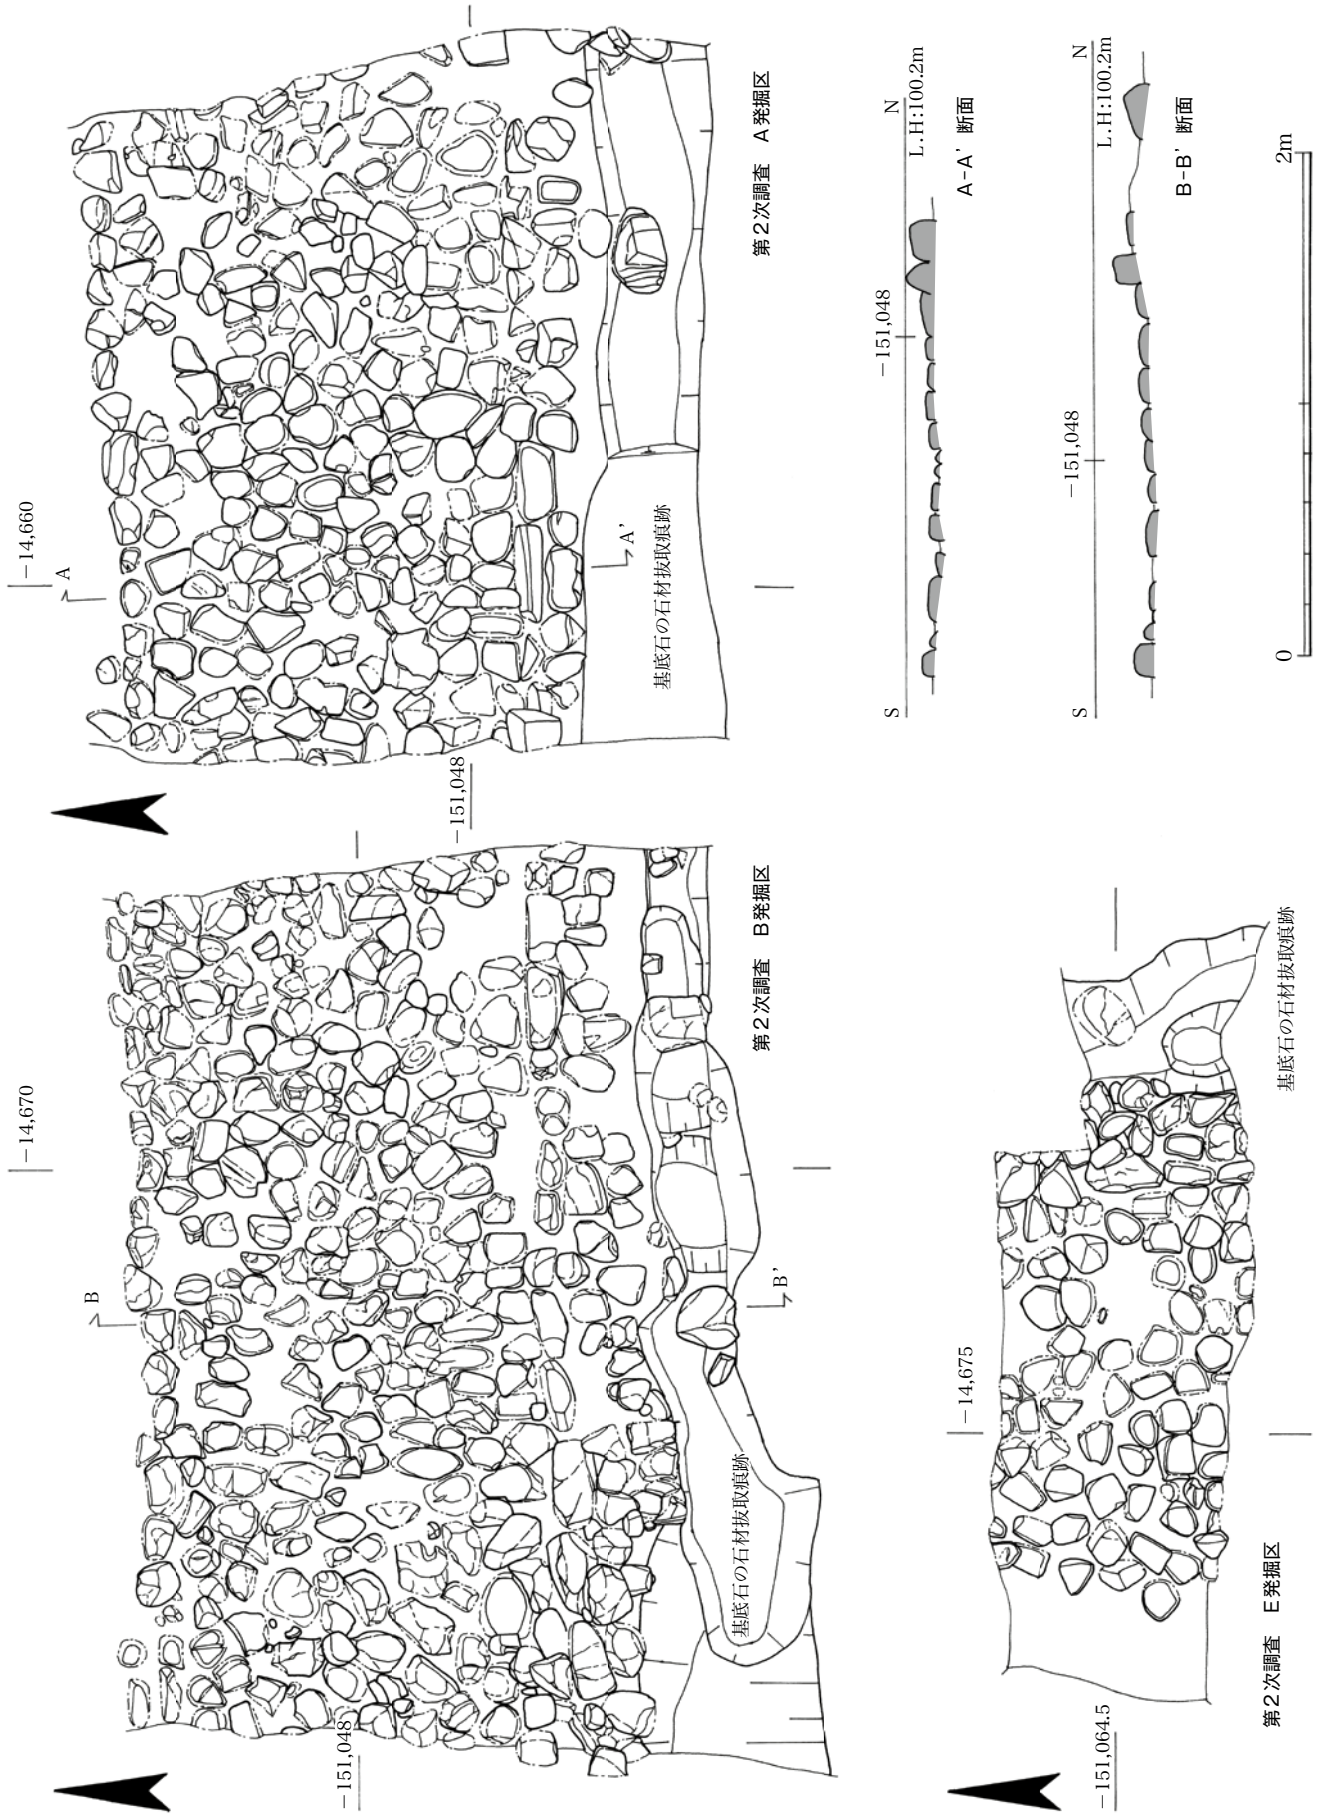 −14,660
A
A’
基底石の石材抜取痕跡
−151,048
第２次調査　A 発掘区
−14,670
B
B’
基底石の石材抜取痕跡
−151,048
第２次調査　B発掘区
S
N
−151,048
L.H:100.2m
A-A’ 断面
S
N
−151,048
L.H:100.2m
B-B’ 断面
0
2m
−14,675
−151,064.5
基底石の石材抜取痕跡
第２次調査　E発掘区